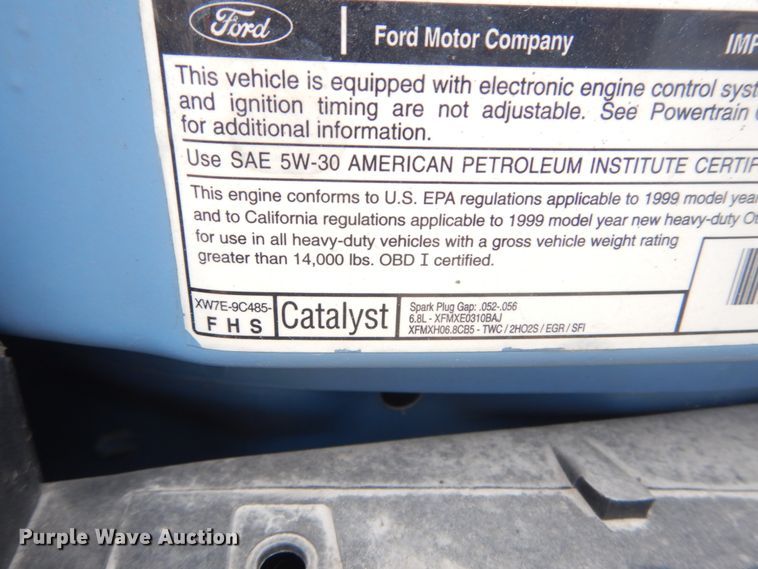 Ford
Ford Motor Company
IMP
This vehicle is equipped with electronic engine control syst
and ignition timing are not adjustable. See Powertrain
for additional information.
Use SAE 5W-30 AMERICAN PETROLEUM INSTITUTE CERTIF
This engine conforms to U.S. EPA regulations applicable to 1999 model year
and to California regulations applicable to 1999 model year new heavy-duty Ot
for use in all heavy-duty vehicles with a gross vehicle weight rating
greater than 14,000 lbs. OBD I certified.
XW7E-9C485-
F H S
Catalyst
Spark Plug Gap: .052-.056
6.8L - XFMXE0310BAJ
XFMXH06.8CB5 - TWC / 2HO2S / EGR / SFI
Purple Wave Auction